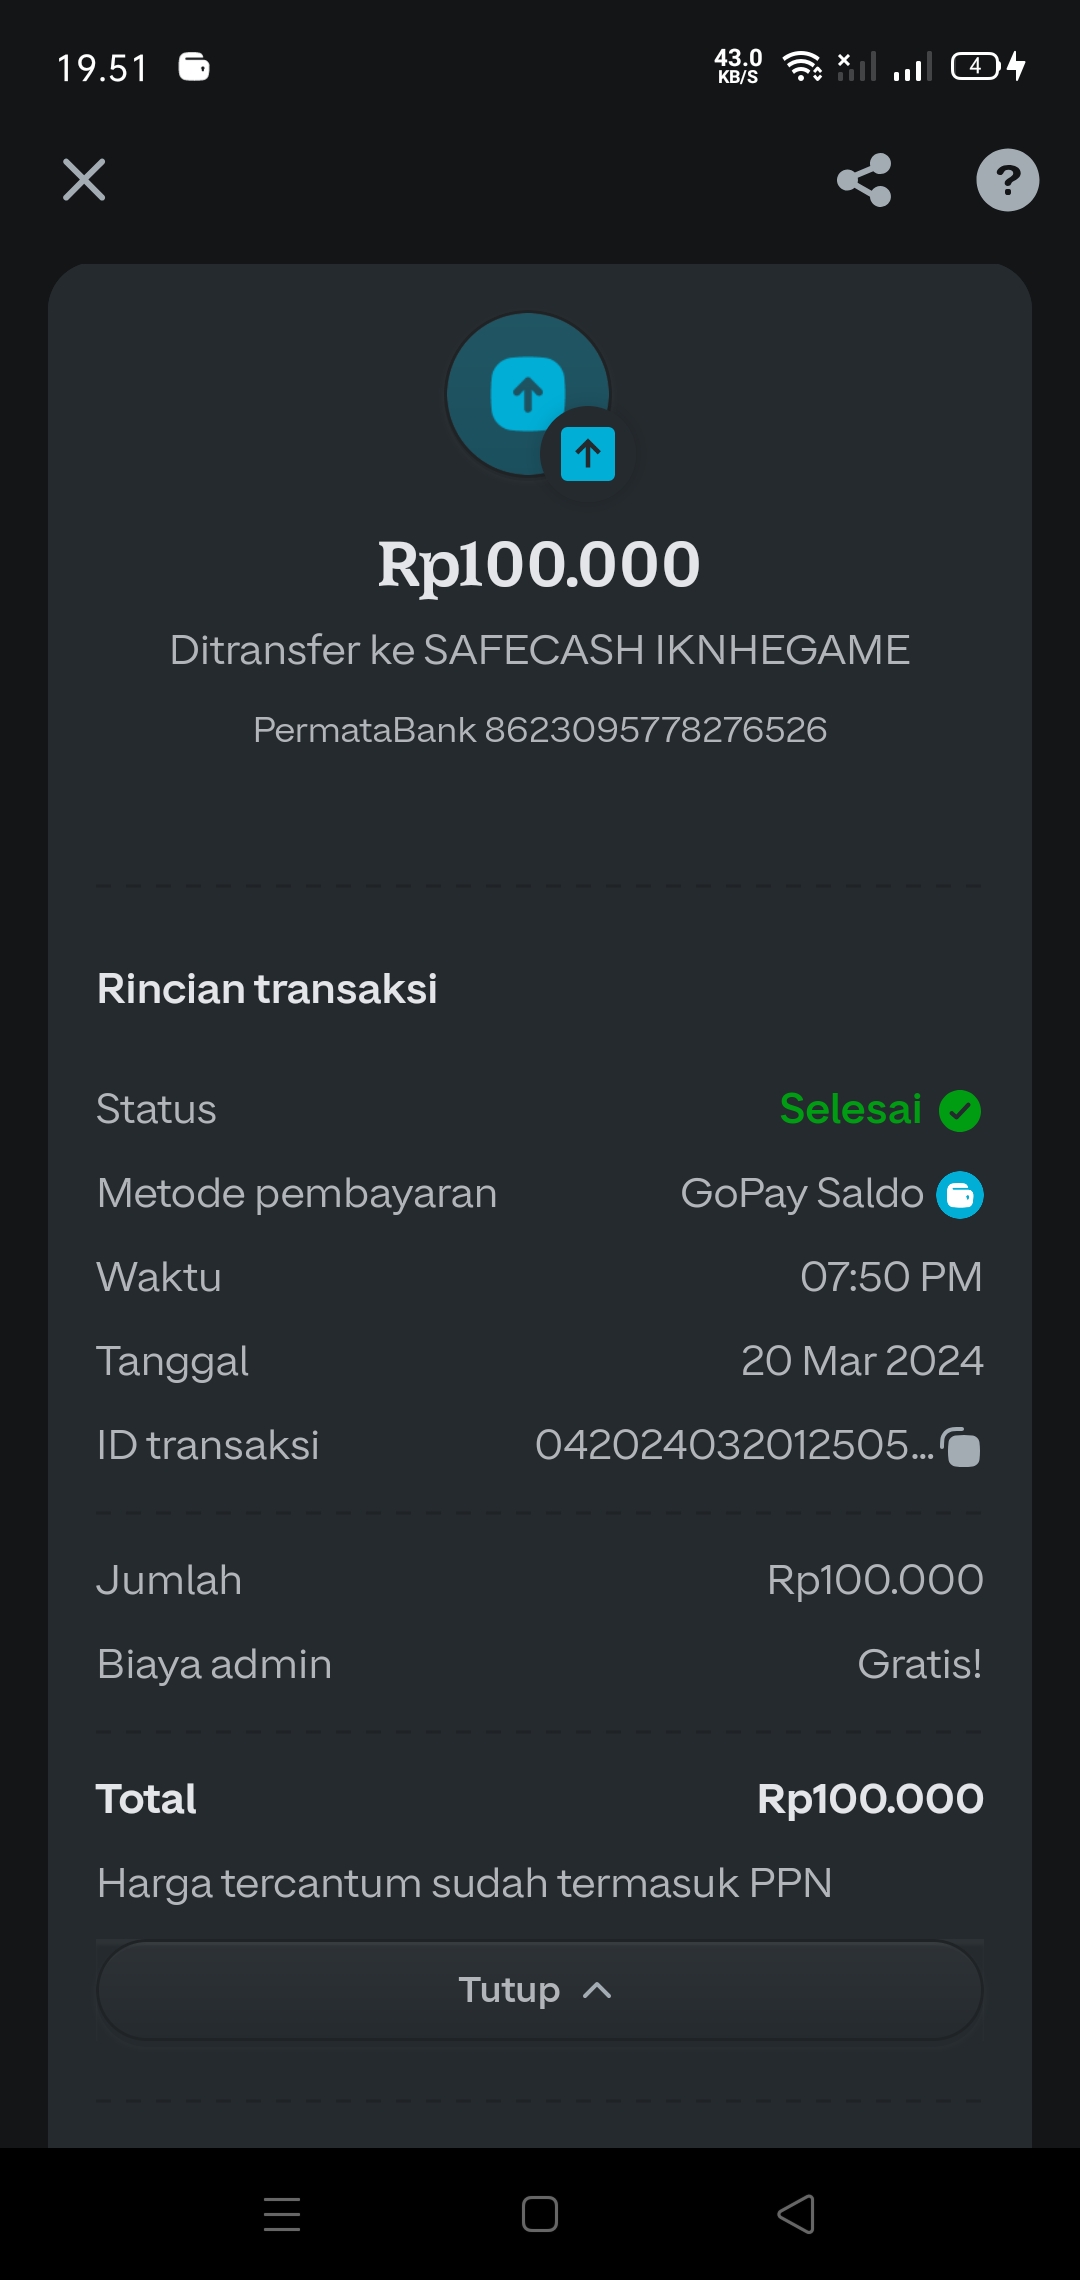 19.51
43.0
KB/S
4
?
Rp100.000
Ditransfer ke SAFECASH IKNHEGAME
PermataBank 8623095778276526
Rincian transaksi
Status Selesai
Metode pembayaran GoPay Saldo
Waktu 07:50 PM
Tanggal 20 Mar 2024
ID transaksi 042024032012505...
Jumlah Rp100.000
Biaya admin Gratis!
Total Rp100.000
Harga tercantum sudah termasuk PPN
Tutup